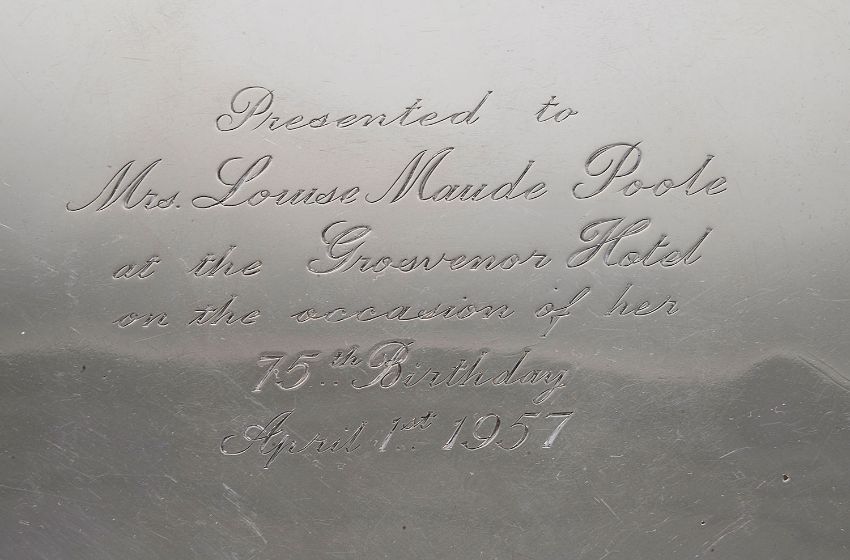 Presented to
Mrs. Louise Maude Poole
at the Grosvenor Hotel
on the occasion of her
75th Birthday
April 1st 1957